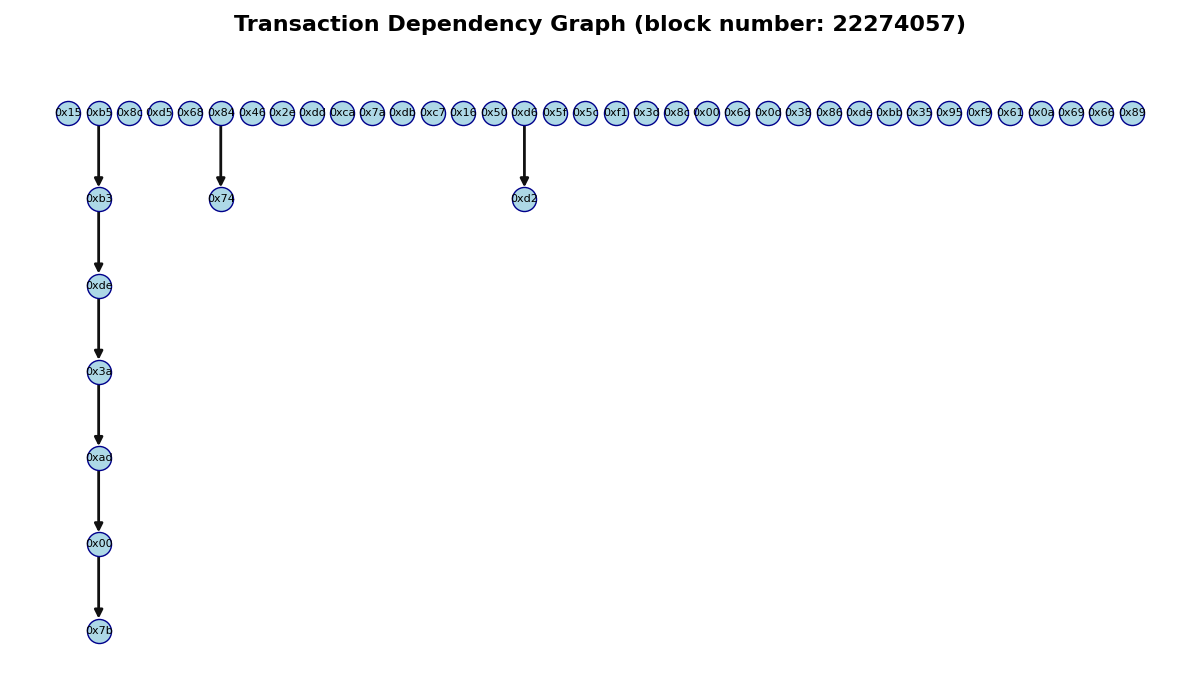 Transaction Dependency Graph (block number: 22274057)
0x15 0xb5 0x8c 0xd5 0x68 0x84 0x46 0x2e 0xdd 0xca 0x7a 0xdb 0xc7 0x16 0x50 0xd6 0x5f 0x5c 0xf1 0x3d 0x8c 0x00 0x6c 0x0c 0x38 0x86 0xde 0xbb 0x35 0x95 0xf9 0x61 0x0a 0x69 0x66 0x89
0xb3 0x74 0xd2
0xde
0x3a
0x00
0x7b